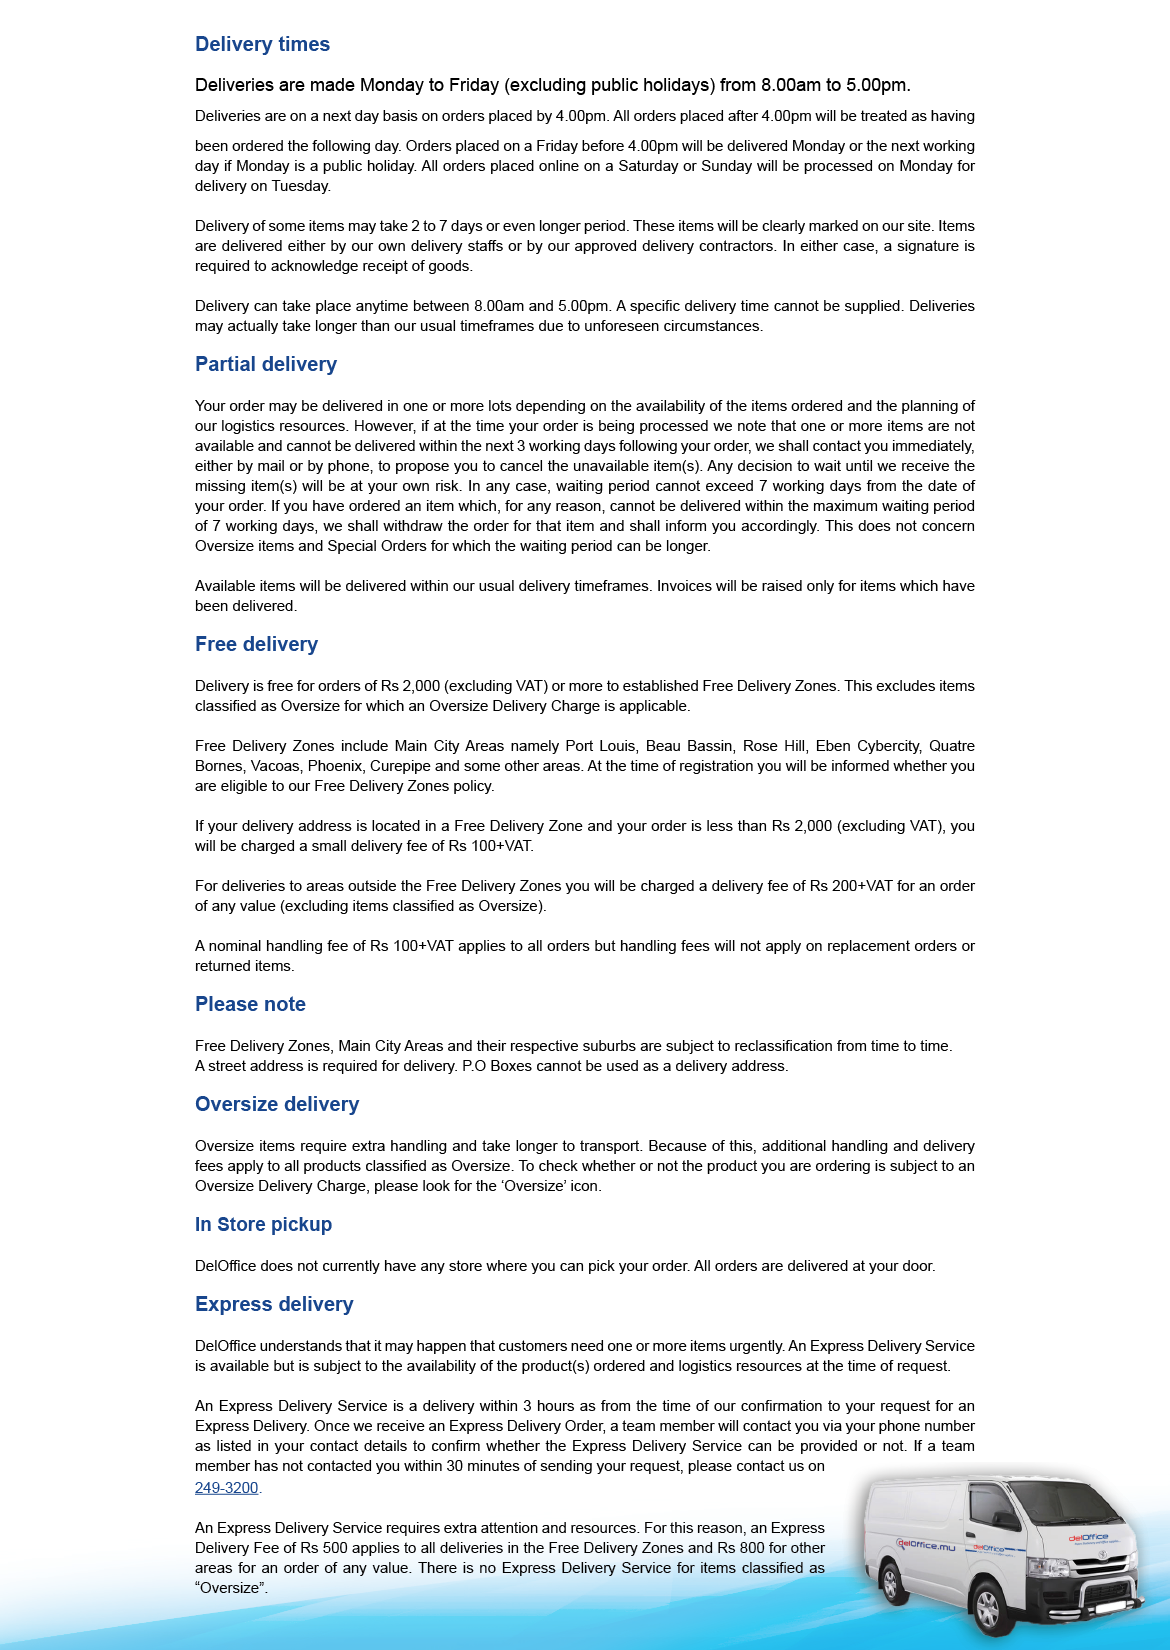 Delivery times
Deliveries are made Monday to Friday (excluding public holidays) from 8.00am to 5.00pm.
Deliveries are on a next day basis on orders placed by 4.00pm. All orders placed after 4.00pm will be treated as having
been ordered the following day. Orders placed on a Friday before 4.00pm will be delivered Monday or the next working
day if Monday is a public holiday. All orders placed online on a Saturday or Sunday will be processed on Monday for
delivery on Tuesday.
Delivery of some items may take 2 to 7 days or even longer period. These items will be clearly marked on our site. Items
are delivered either by our own delivery staffs or by our approved delivery contractors. In either case, a signature is
required to acknowledge receipt of goods.
Delivery can take place anytime between 8.00am and 5.00pm. A specific delivery time cannot be supplied. Deliveries
may actually take longer than our usual timeframes due to unforeseen circumstances.
Partial delivery
Your order may be delivered in one or more lots depending on the availability of the items ordered and the planning of
our logistics resources. However, if at the time your order is being processed we note that one or more items are not
available and cannot be delivered within the next 3 working days following your order, we shall contact you immediately,
either by mail or by phone, to propose you to cancel the unavailable item(s). Any decision to wait until we receive the
missing item(s) will be at your own risk. In any case, waiting period cannot exceed 7 working days from the date of
your order. If you have ordered an item which, for any reason, cannot be delivered within the maximum waiting period
of 7 working days, we shall withdraw the order for that item and shall inform you accordingly. This does not concern
Oversize items and Special Orders for which the waiting period can be longer.
Available items will be delivered within our usual delivery timeframes. Invoices will be raised only for items which have
been delivered.
Free delivery
Delivery is free for orders of Rs 2,000 (excluding VAT) or more to established Free Delivery Zones. This excludes items
classified as Oversize for which an Oversize Delivery Charge is applicable.
Free Delivery Zones include Main City Areas namely Port Louis, Beau Bassin, Rose Hill, Eben Cybercity, Quatre
Bornes, Vacoas, Phoenix, Curepipe and some other areas. At the time of registration you will be informed whether you
are eligible to our Free Delivery Zones policy.
If your delivery address is located in a Free Delivery Zone and your order is less than Rs 2,000 (excluding VAT), you
will be charged a small delivery fee of Rs 100+VAT.
For deliveries to areas outside the Free Delivery Zones you will be charged a delivery fee of Rs 200+VAT for an order
of any value (excluding items classified as Oversize).
A nominal handling fee of Rs 100+VAT applies to all orders but handling fees will not apply on replacement orders or
returned items.
Please note
Free Delivery Zones, Main City Areas and their respective suburbs are subject to reclassification from time to time.
A street address is required for delivery. P.O Boxes cannot be used as a delivery address.
Oversize delivery
Oversize items require extra handling and take longer to transport. Because of this, additional handling and delivery
fees apply to all products classified as Oversize. To check whether or not the product you are ordering is subject to an
Oversize Delivery Charge, please look for the ‘Oversize’ icon.
In Store pickup
DelOffice does not currently have any store where you can pick your order. All orders are delivered at your door.
Express delivery
DelOffice understands that it may happen that customers need one or more items urgently. An Express Delivery Service
is available but is subject to the availability of the product(s) ordered and logistics resources at the time of request.
An Express Delivery Service is a delivery within 3 hours as from the time of our confirmation to your request for an
Express Delivery. Once we receive an Express Delivery Order, a team member will contact you via your phone number
as listed in your contact details to confirm whether the Express Delivery Service can be provided or not. If a team
member has not contacted you within 30 minutes of sending your request, please contact us on
249-3200.
An Express Delivery Service requires extra attention and resources. For this reason, an Express
Delivery Fee of Rs 500 applies to all deliveries in the Free Delivery Zones and Rs 800 for other
areas for an order of any value. There is no Express Delivery Service for items classified as
“Oversize”.
delOffice.mu
delOffice
delOffice